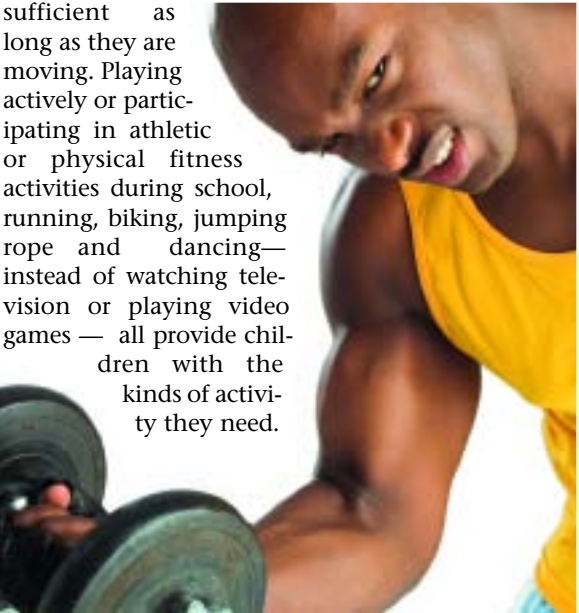 sufficient as
long as they are
moving. Playing
actively or partic-
ipating in athletic
or physical fitness
activities during school,
running, biking, jumping
rope and dancing—
instead of watching tele-
vision or playing video
games — all provide chil-
dren with the
kinds of activi-
ty they need.